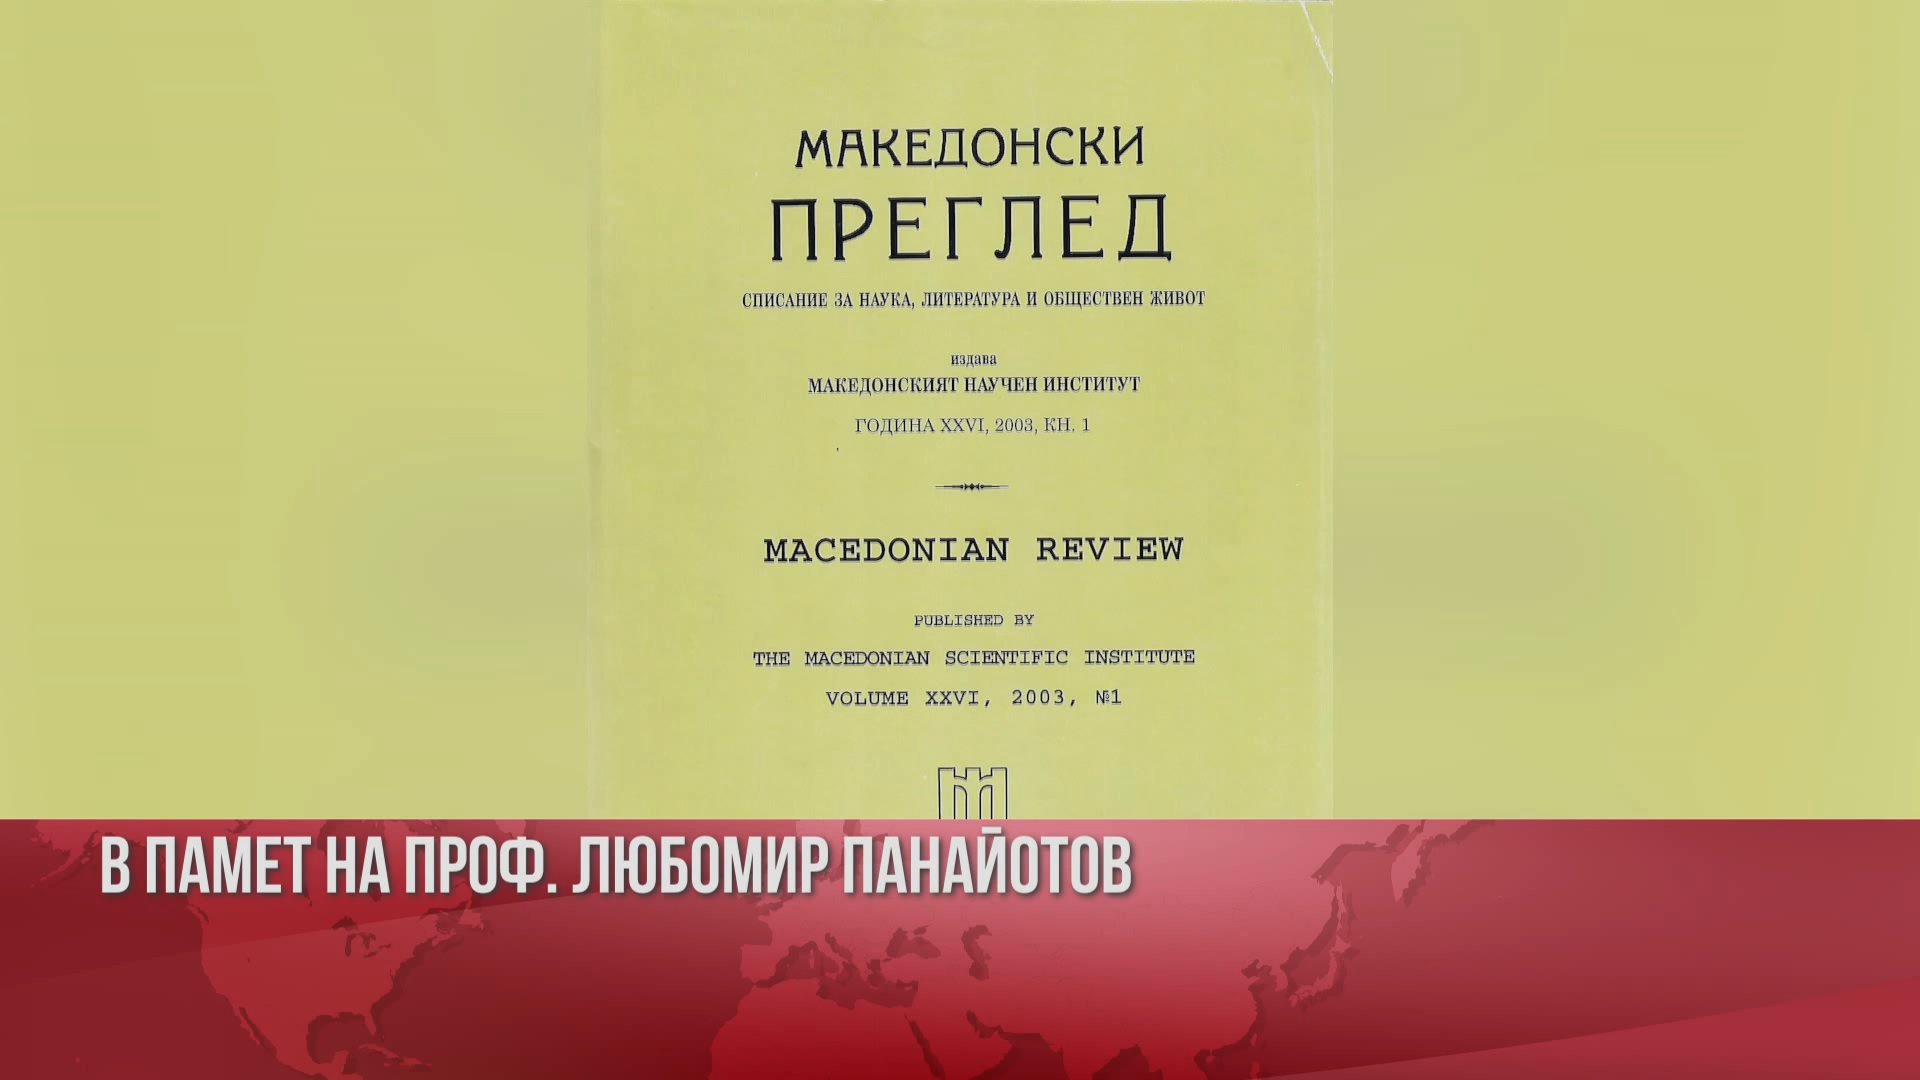 МАКЕДОНСКИ
ПРЕГЛЕД
СПИСАНИЕ ЗА НАУКА, ЛИТЕРАТУРА И ОБЩЕСТВЕН ЖИВОТ
издава
МАКЕДОНСКИЯТ НАУЧЕН ИНСТИТУТ
ГОДИНА XXVI, 2003, КН. 1
MACEDONIAN REVIEW
PUBLISHED BY
THE MACEDONIAN SCIENTIFIC INSTITUTE
VOLUME XXVI, 2003, №1
В ПАМЕТ НА ПРОФ. ЛЮБОМИР ПАНАЙОТОВ